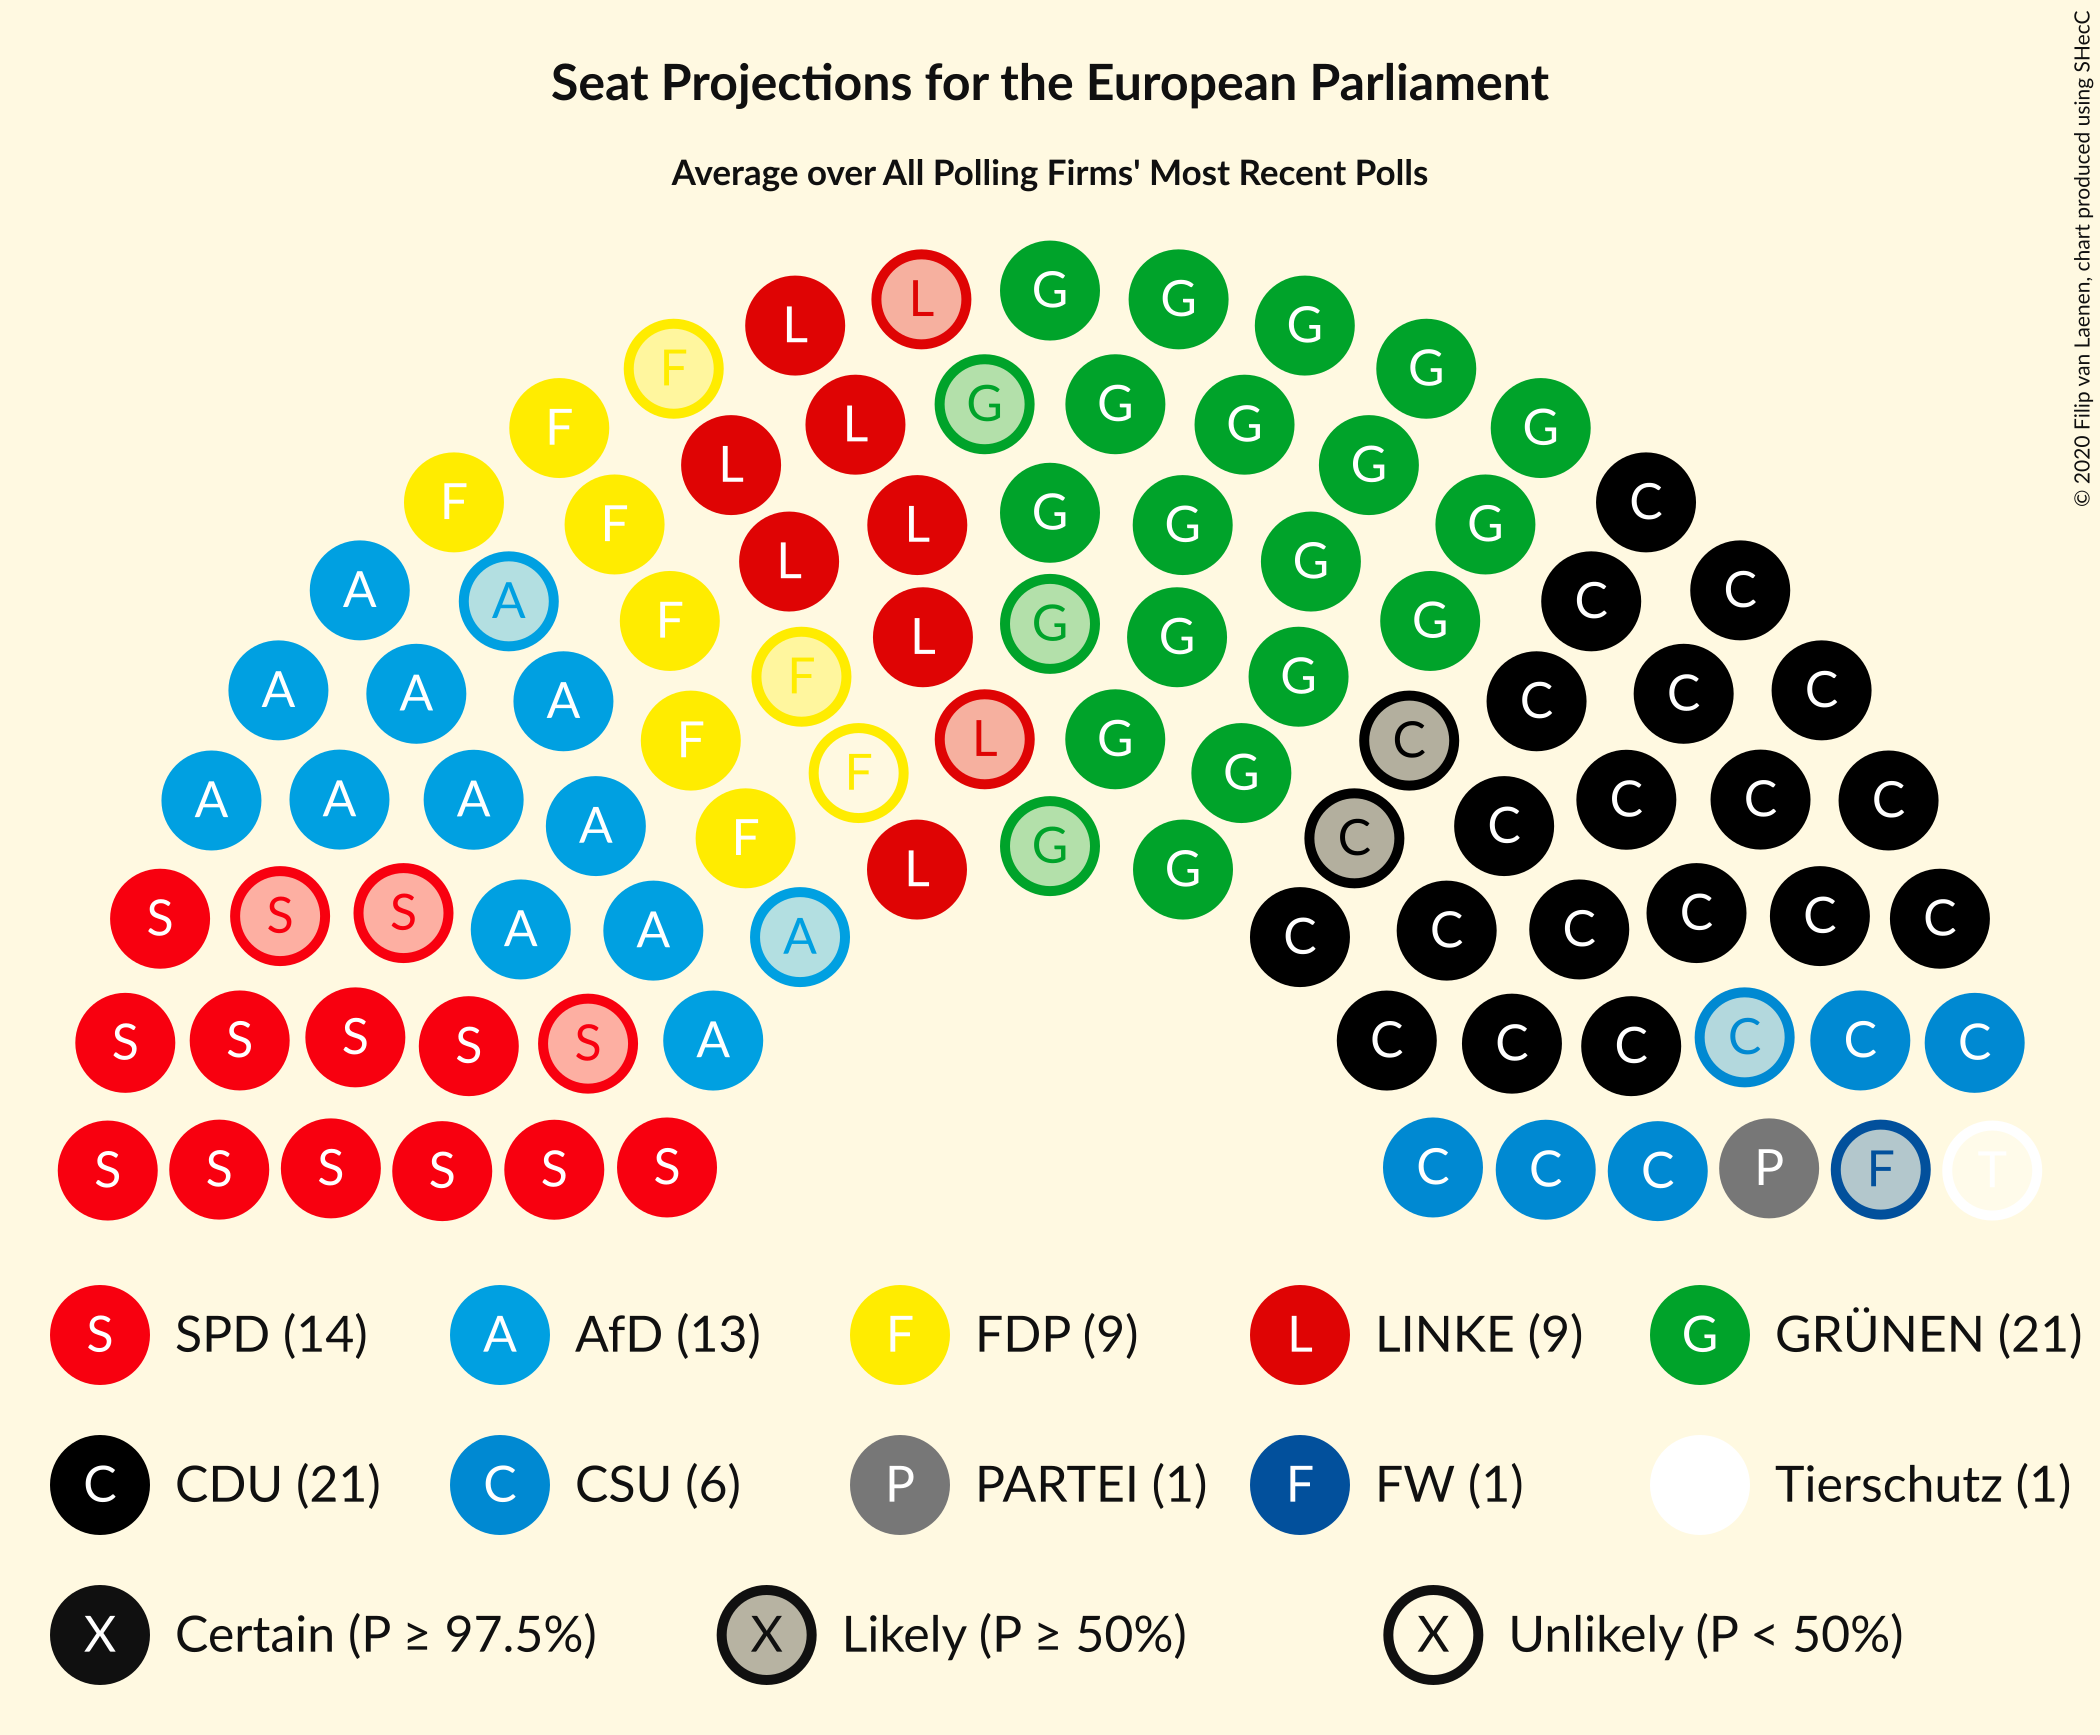 Seat Projections for the European Parliament
Average over All Polling Firms' Most Recent Polls
© 2020 Filip van Laenen, chart produced using SHecC
G
L G
L G
F L G
G G
F L G G
F L G G
F L L G G G C
F L G G G G C
A A F L G G G C C
A A A F F L G G G C C C C
A A A A F F L G G C C C C C
S S S A A F A L G G C C C C C C C C
S S S S S A C C C C C C
S S S S S S C C C P F T
S SPD (14) A AfD (13) F FDP (9) L LINKE (9) G GRÜNEN (21)
C CDU (21) C CSU (6) P PARTEI (1) F FW (1) Tierschutz (1)
X Certain (P ≥ 97.5%) X Likely (P ≥ 50%) X Unlikely (P < 50%)